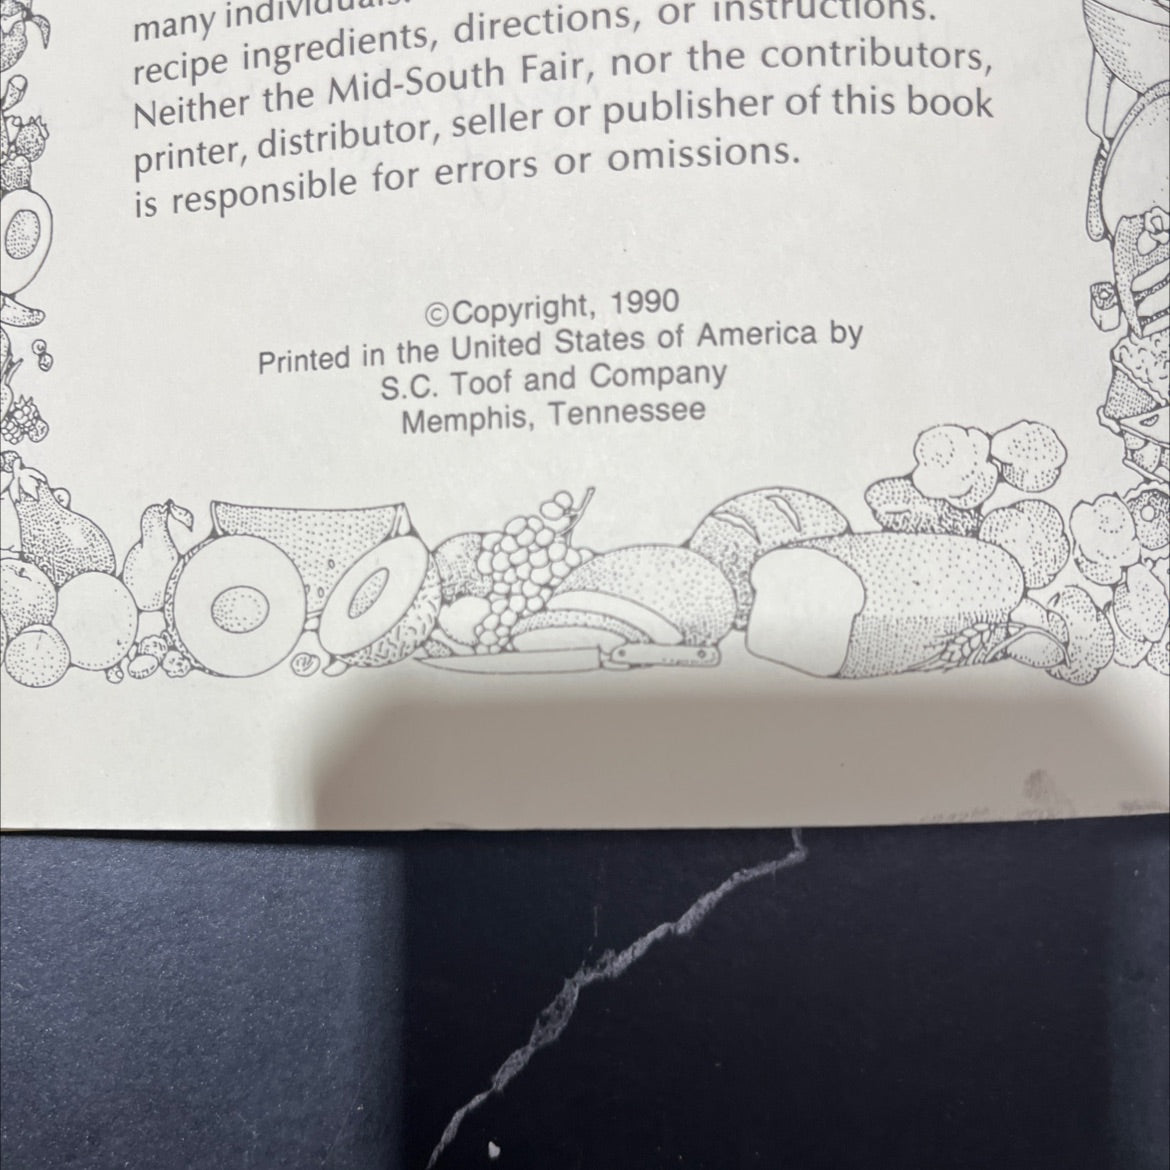 many individuals.
recipe ingredients, directions, or instructions.
Neither the Mid-South Fair, nor the contributors,
printer, distributor, seller or publisher of this book
is responsible for errors or omissions.
©Copyright, 1990
Printed in the United States of America by
S.C. Toof and Company
Memphis, Tennessee